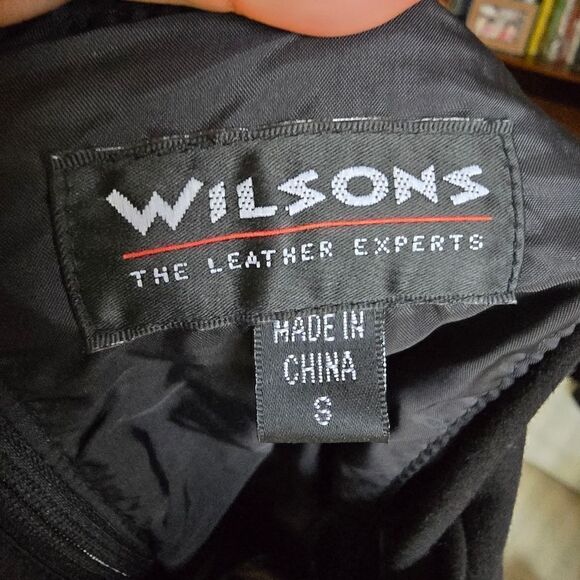 WILSONS
THE LEATHER EXPERTS
MADE IN
CHINA
S